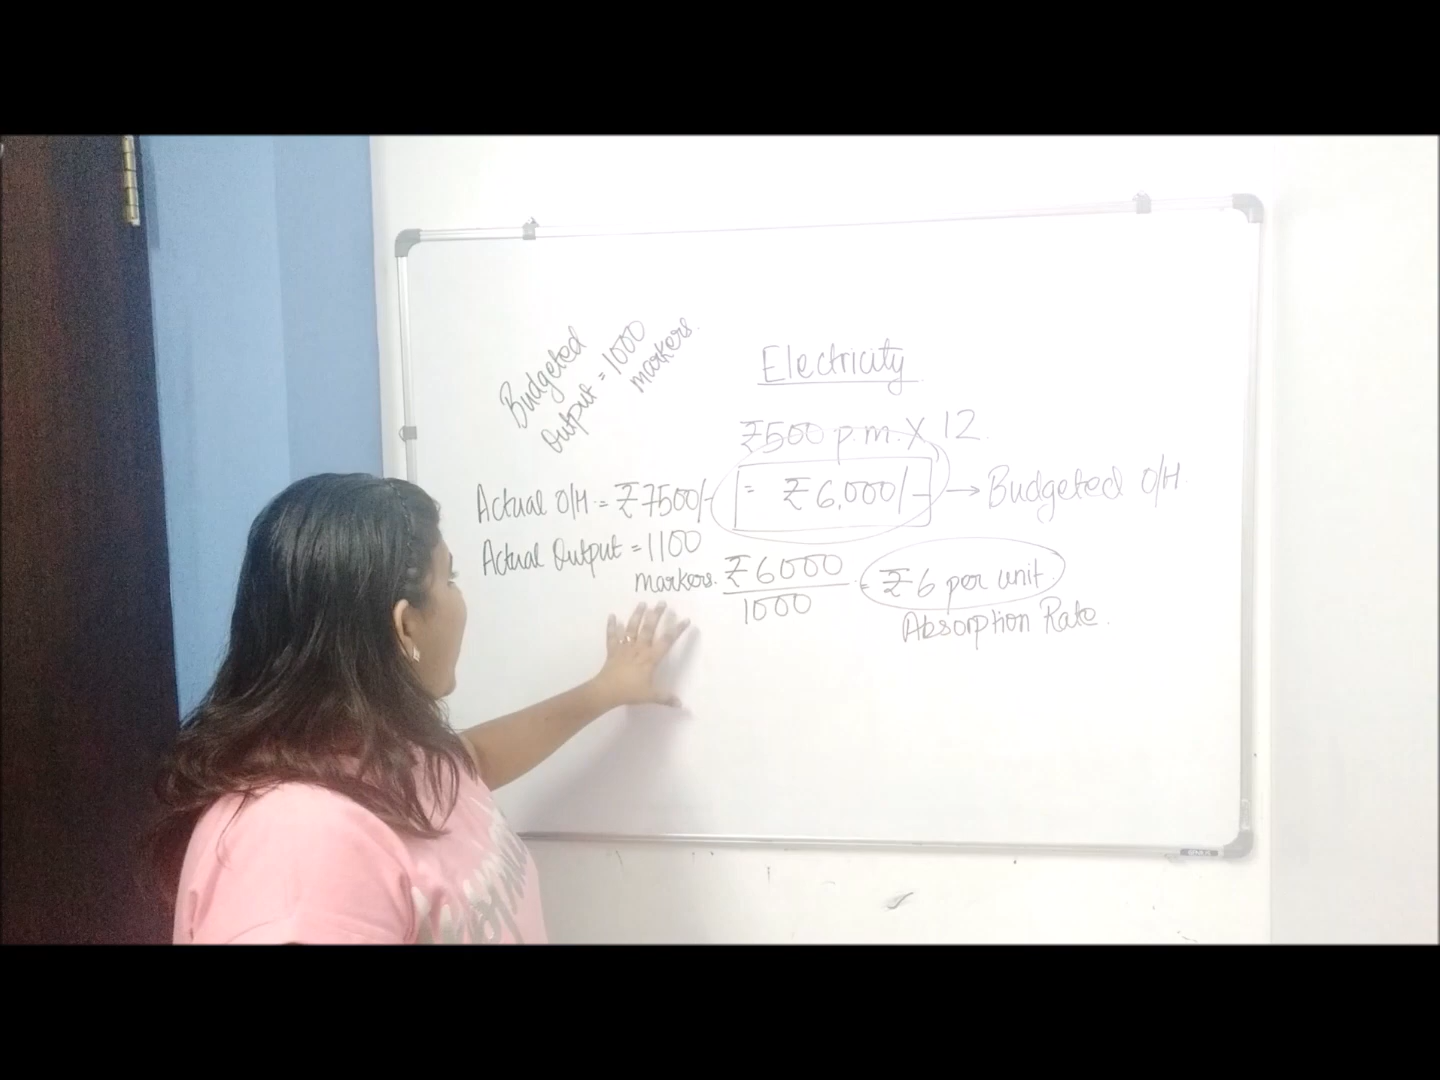 Budgeted
Output = 1000
markers.
Electricity
₹500 p.m. X 12
= ₹6,000/- → Budgeted O/H
Actual O/H = ₹7500/-
Actual Output = 1100
markers.
₹6000
1000
= ₹6 per unit
Absorption Rate.